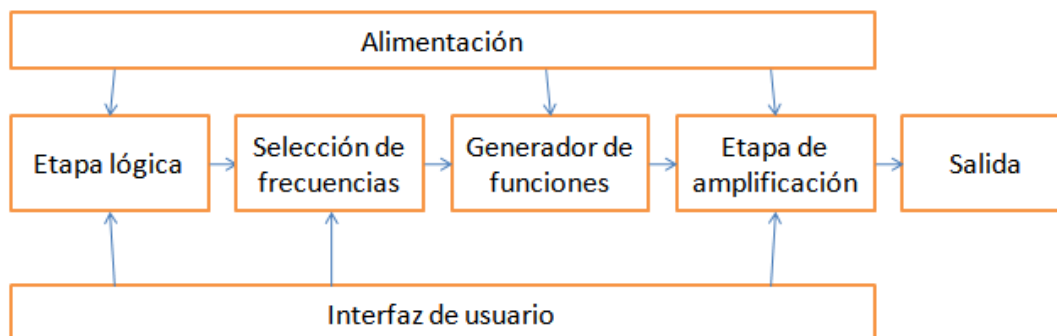 Alimentación
Etapa lógica
Selección de
frecuencias
Generador de
funciones
Etapa de
amplificación
Salida
Interfaz de usuario